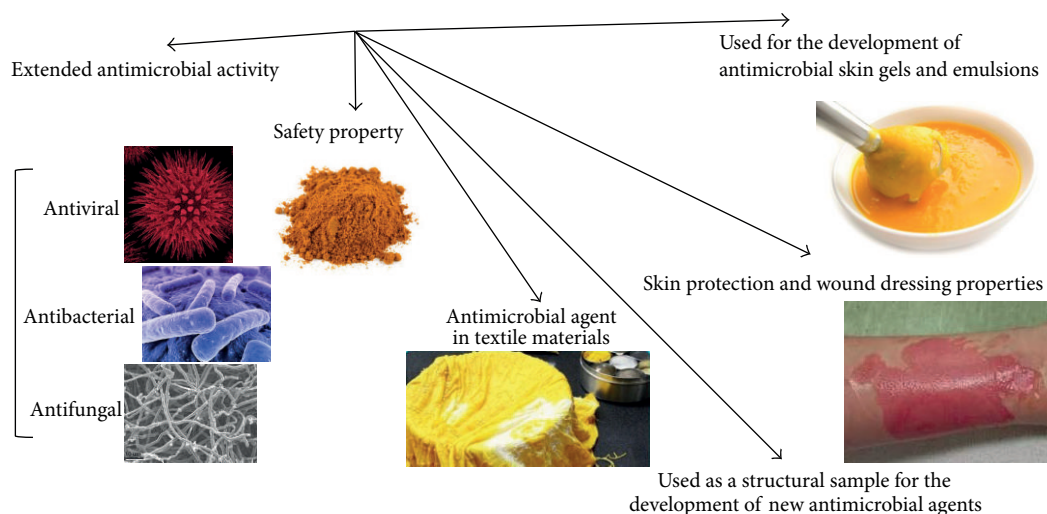 Extended antimicrobial activity
Used for the development of
antimicrobial skin gels and emulsions
Safety property
Antiviral
Antibacterial
Antifungal
Skin protection and wound dressing properties
Antimicrobial agent
in textile materials
Used as a structural sample for the
development of new antimicrobial agents